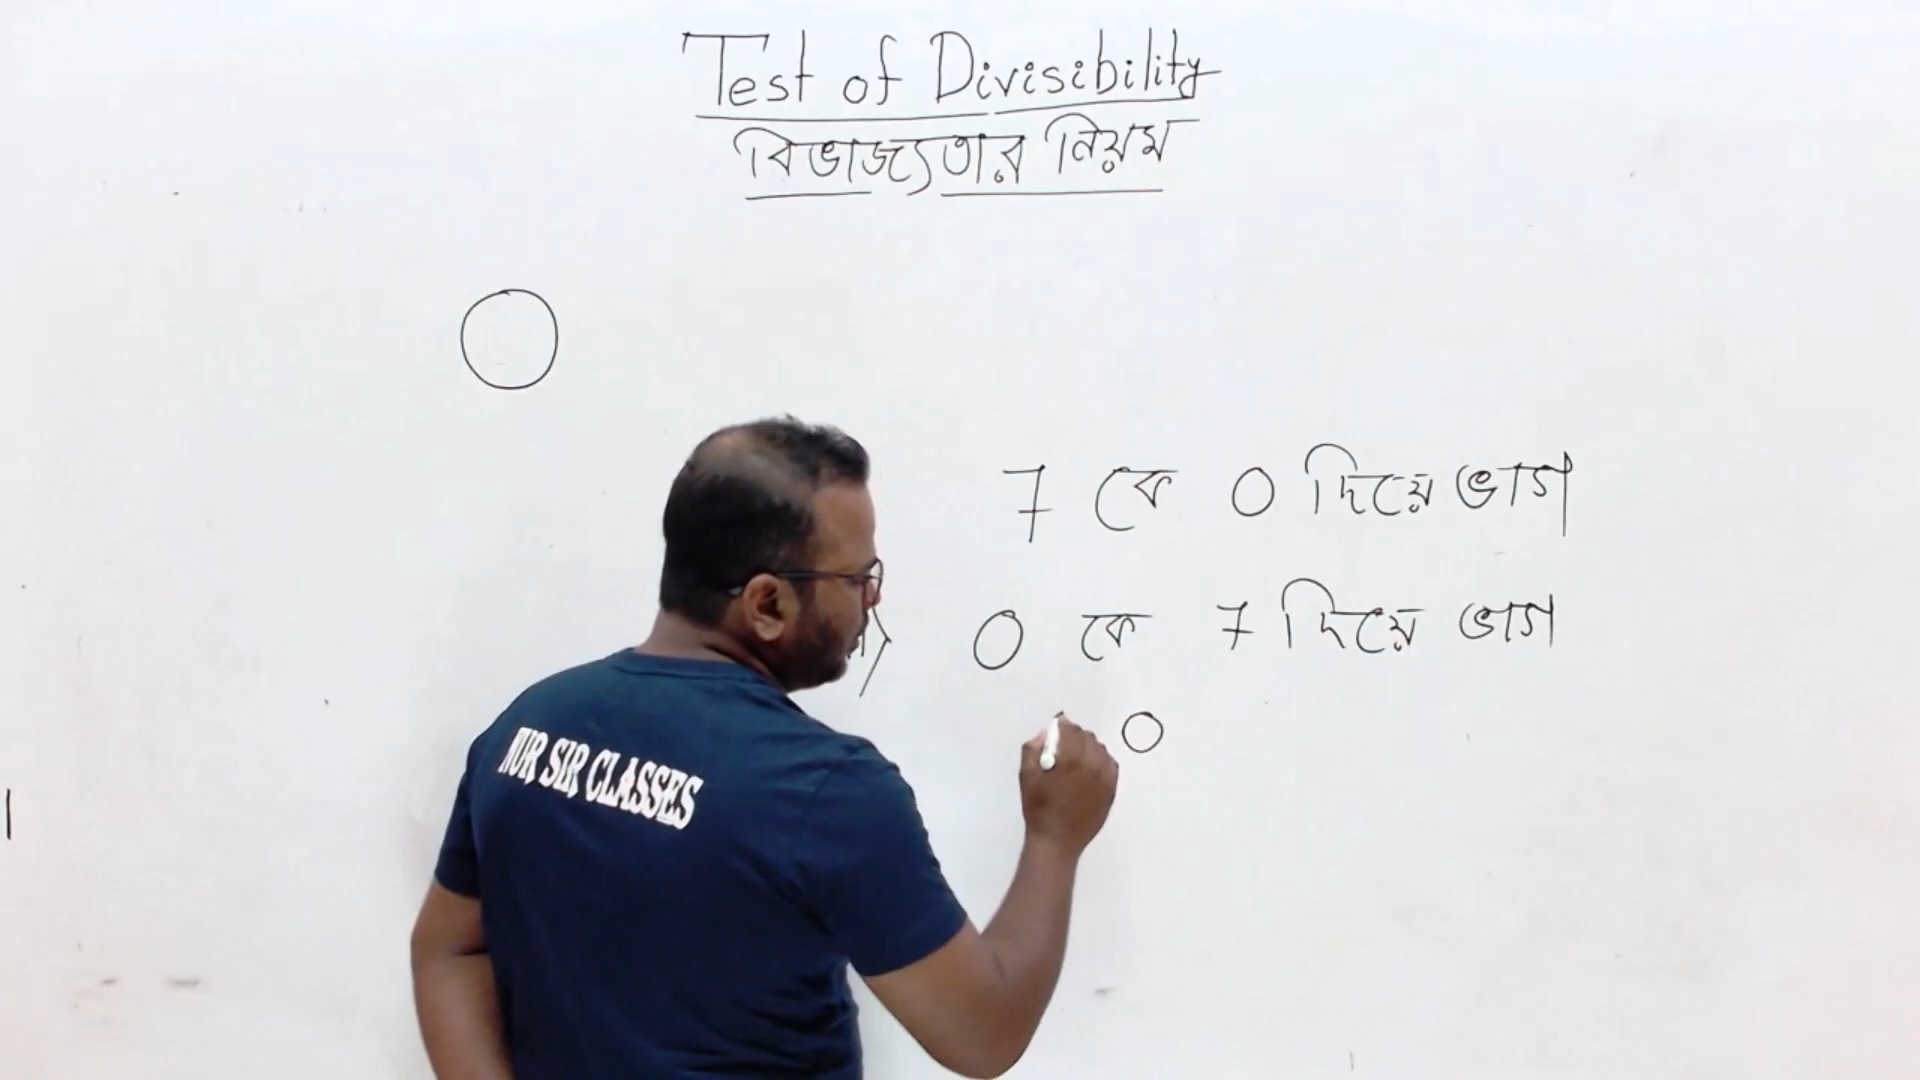 Test of Divisibility
বিভাজ্যতার নিয়ম
7 কে 0 দিয়ে ভাগ
0 কে 7 দিয়ে ভাগ
0
NUR SIR CLASSES